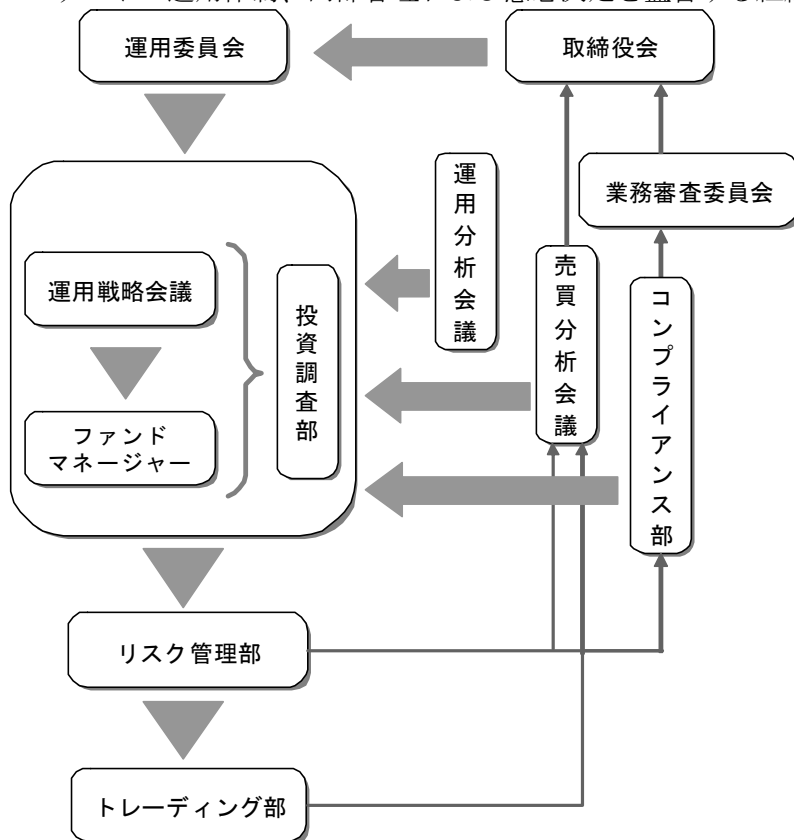 運用委員会
取締役会
業務審査委員会
運用分析会議
運用戦略会議
投資調査部
売買分析会議
コンプライアンス部
ファンド
マネージャー
リスク管理部
トレーディング部